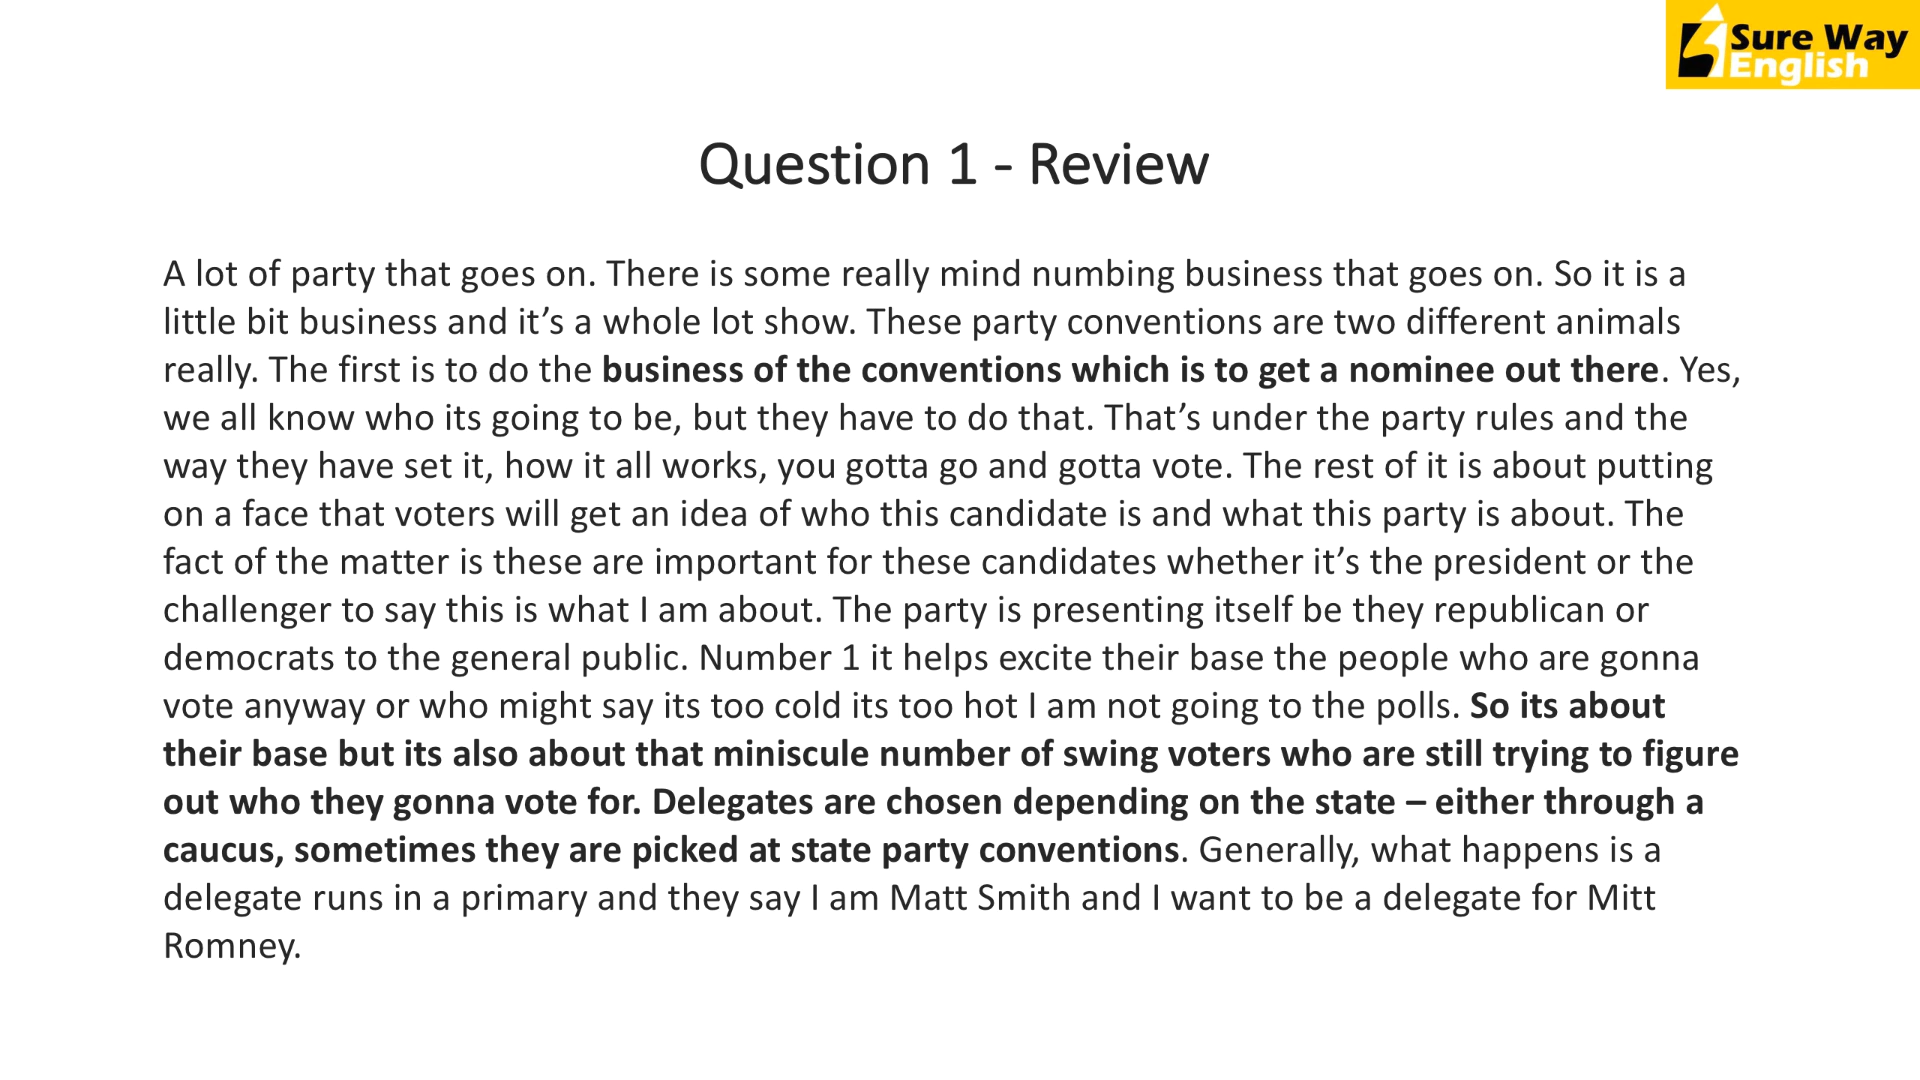 Sure Way
English
Question 1 - Review
A lot of party that goes on. There is some really mind numbing business that goes on. So it is a
little bit business and it’s a whole lot show. These party conventions are two different animals
really. The first is to do the business of the conventions which is to get a nominee out there. Yes,
we all know who its going to be, but they have to do that. That’s under the party rules and the
way they have set it, how it all works, you gotta go and gotta vote. The rest of it is about putting
on a face that voters will get an idea of who this candidate is and what this party is about. The
fact of the matter is these are important for these candidates whether it’s the president or the
challenger to say this is what I am about. The party is presenting itself be they republican or
democrats to the general public. Number 1 it helps excite their base the people who are gonna
vote anyway or who might say its too cold its too hot I am not going to the polls. So its about
their base but its also about that miniscule number of swing voters who are still trying to figure
out who they gonna vote for. Delegates are chosen depending on the state – either through a
caucus, sometimes they are picked at state party conventions. Generally, what happens is a
delegate runs in a primary and they say I am Matt Smith and I want to be a delegate for Mitt
Romney.